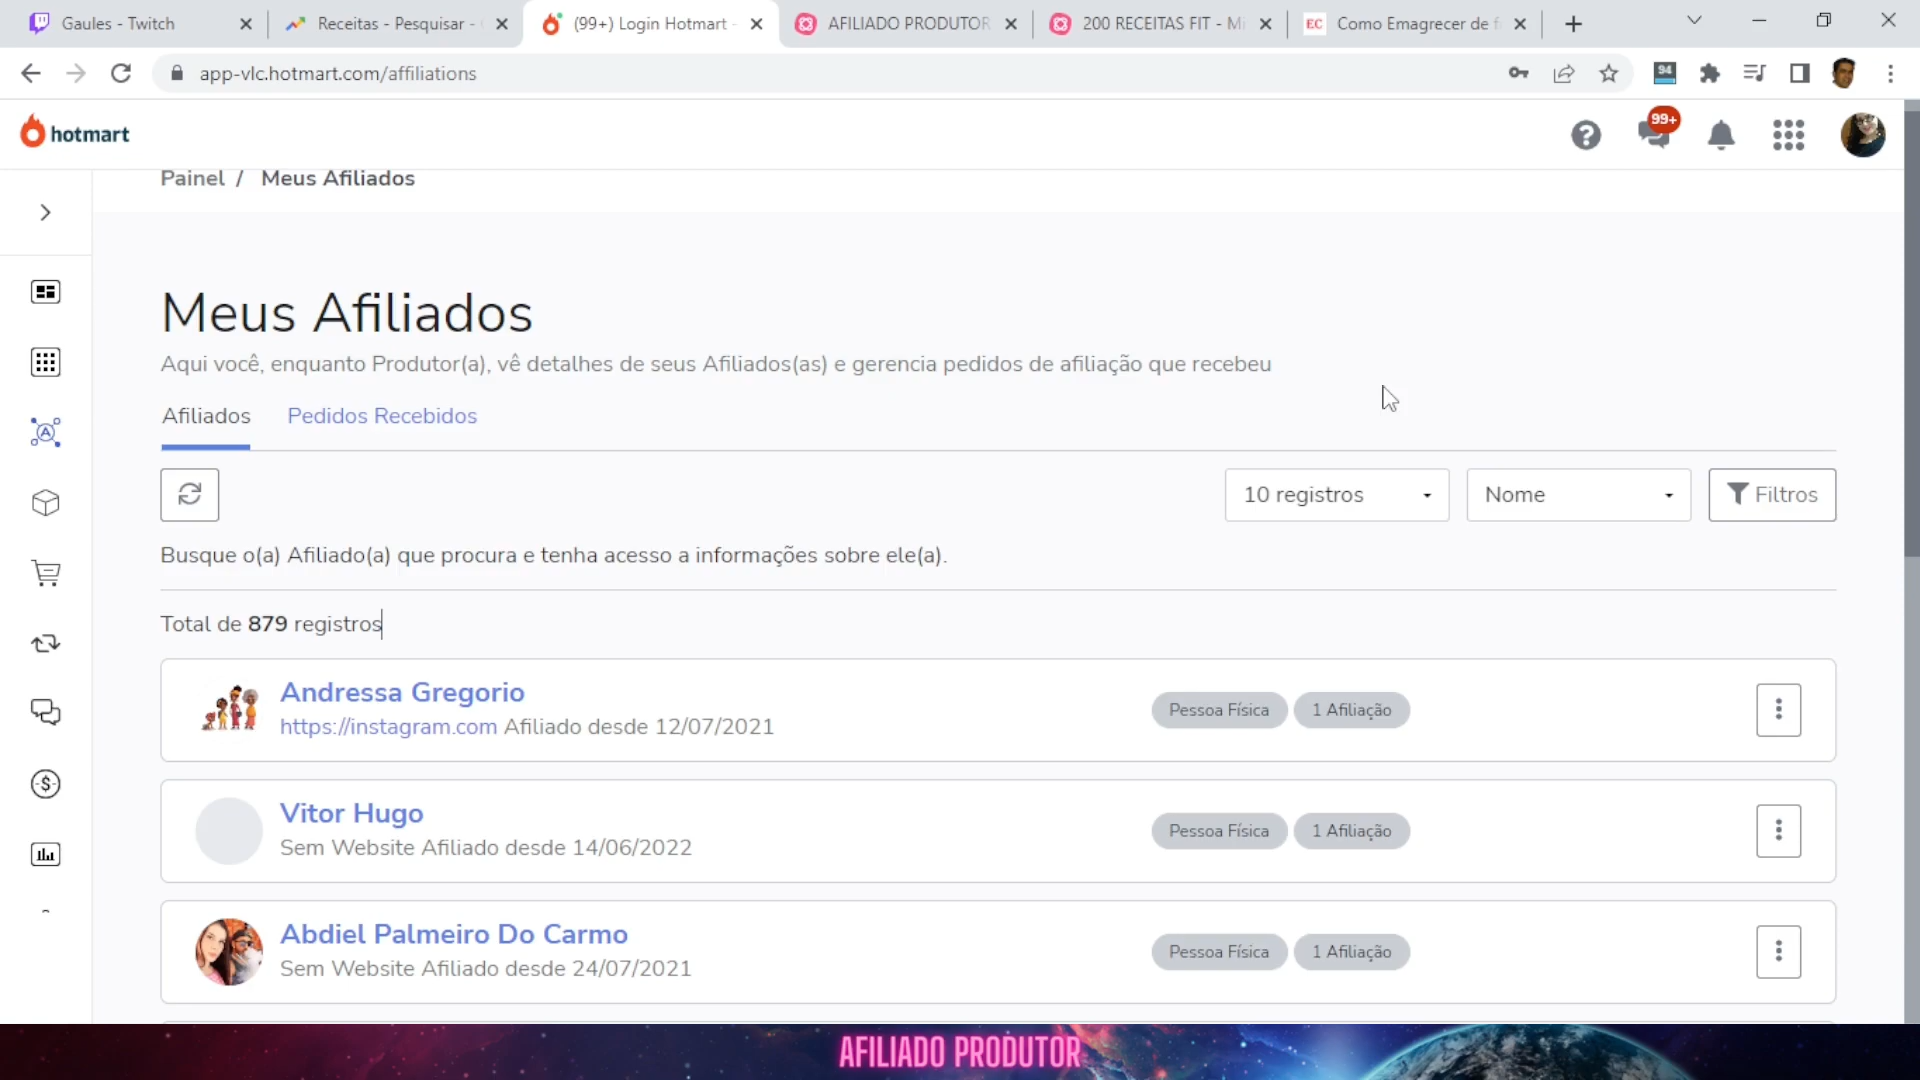 Gaules - Twitch
Receitas - Pesquisar -
(99+) Login Hotmart -
AFILIADO PRODUTOR
200 RECEITAS FIT - M
EC Como Emagrecer de f
app-vlc.hotmart.com/affiliations
94
hotmart
99+
Painel / Meus Afiliados
Meus Afiliados
Aqui você, enquanto Produtor(a), vê detalhes de seus Afiliados(as) e gerencia pedidos de afiliação que recebeu
Afiliados Pedidos Recebidos
10 registros Nome Filtros
Busque o(a) Afiliado(a) que procura e tenha acesso a informações sobre ele(a).
Total de 879 registros
Andressa Gregorio
https://instagram.com Afiliado desde 12/07/2021
Pessoa Física 1 Afiliação
Vitor Hugo
Sem Website Afiliado desde 14/06/2022
Pessoa Física 1 Afiliação
Abdiel Palmeiro Do Carmo
Sem Website Afiliado desde 24/07/2021
Pessoa Física 1 Afiliação
AFILIADO PRODUTOR